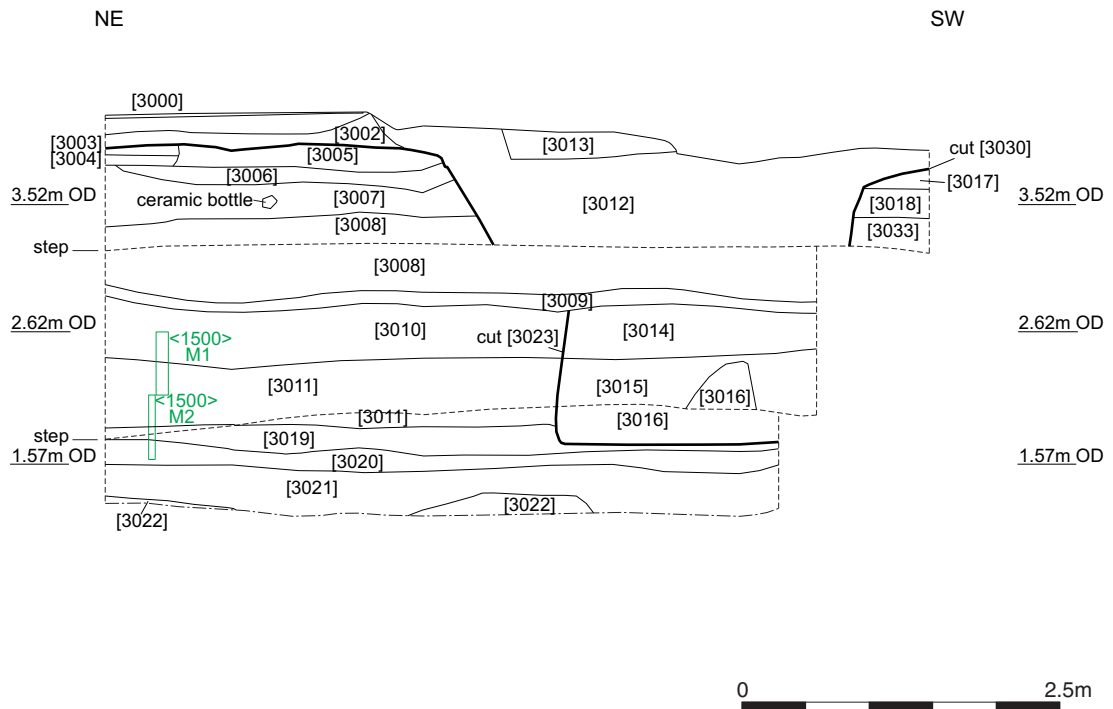 NE
SW
[3000]
[3002]
[3003]
[3013]
[3004]
[3005]
cut [3030]
[3006]
[3017]
3.52m OD
ceramic bottle
[3007]
[3012]
[3018]
3.52m OD
[3008]
[3033]
step
[3008]
[3009]
2.62m OD
[3010]
[3014]
2.62m OD
<1500>
M1
cut [3023]
[3011]
[3015]
[3016]
<1500>
M2
[3011]
[3016]
step
[3019]
1.57m OD
[3020]
1.57m OD
[3021]
[3022]
[3022]
0
2.5m